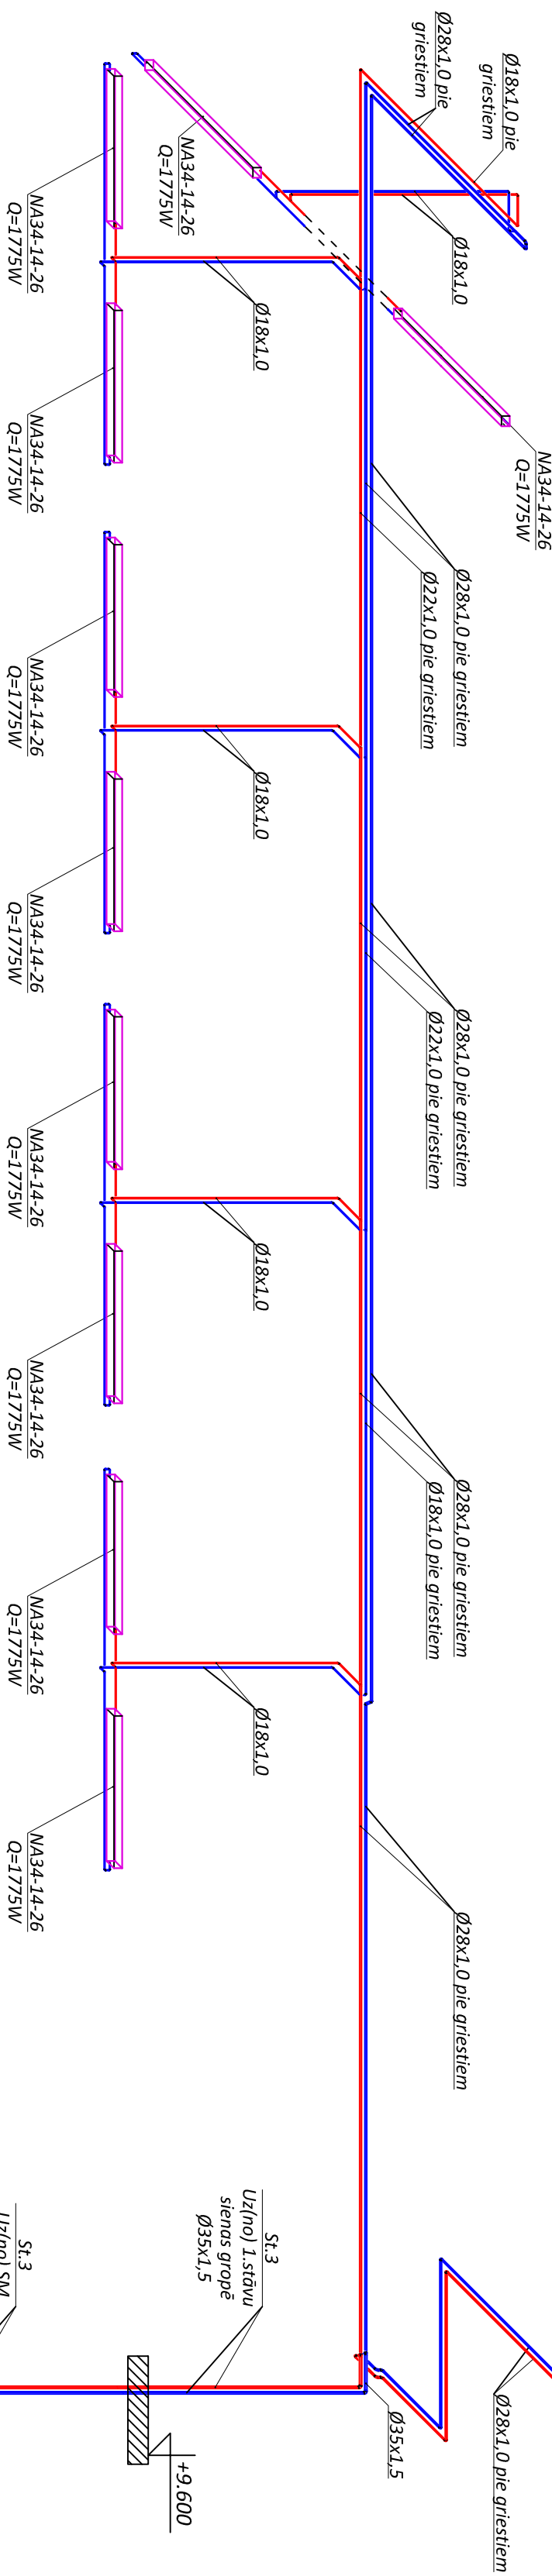 Ø18x1,0 pie
griestiem
Ø28x1,0 pie
griestiem
Ø18x1,0
NA34-14-26
Q=1775W
NA34-14-26
Q=1775W
NA34-14-26
Q=1775W
Ø18x1,0
NA34-14-26
Q=1775W
Ø28x1,0 pie griestiem
Ø22x1,0 pie griestiem
NA34-14-26
Q=1775W
Ø18x1,0
NA34-14-26
Q=1775W
Ø28x1,0 pie griestiem
Ø22x1,0 pie griestiem
NA34-14-26
Q=1775W
Ø18x1,0
NA34-14-26
Q=1775W
Ø28x1,0 pie griestiem
Ø18x1,0 pie griestiem
NA34-14-26
Q=1775W
Ø18x1,0
NA34-14-26
Q=1775W
Ø28x1,0 pie griestiem
St.3
Uz(no) 1.stāvu
sienas gropē
Ø35x1,5
St.3
Uz(no) SM
Ø35x1,5
Ø28x1,0 pie griestiem
+9.600